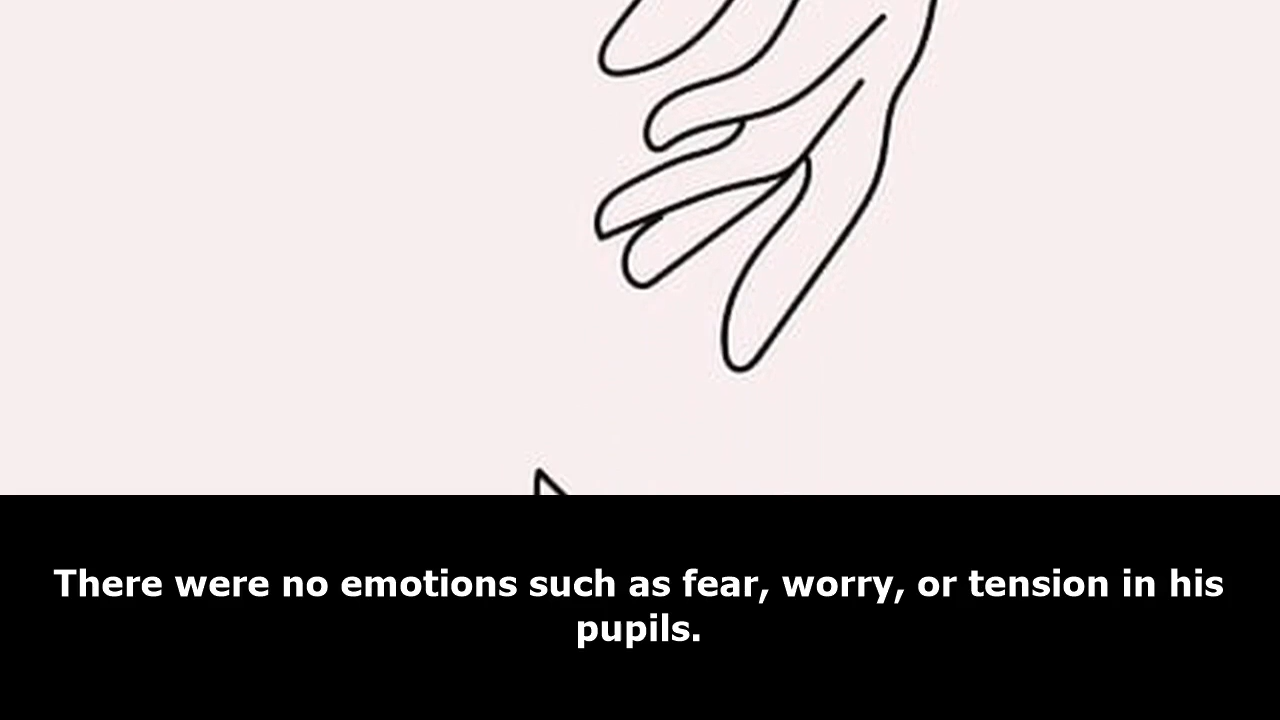 There were no emotions such as fear, worry, or tension in his
pupils.